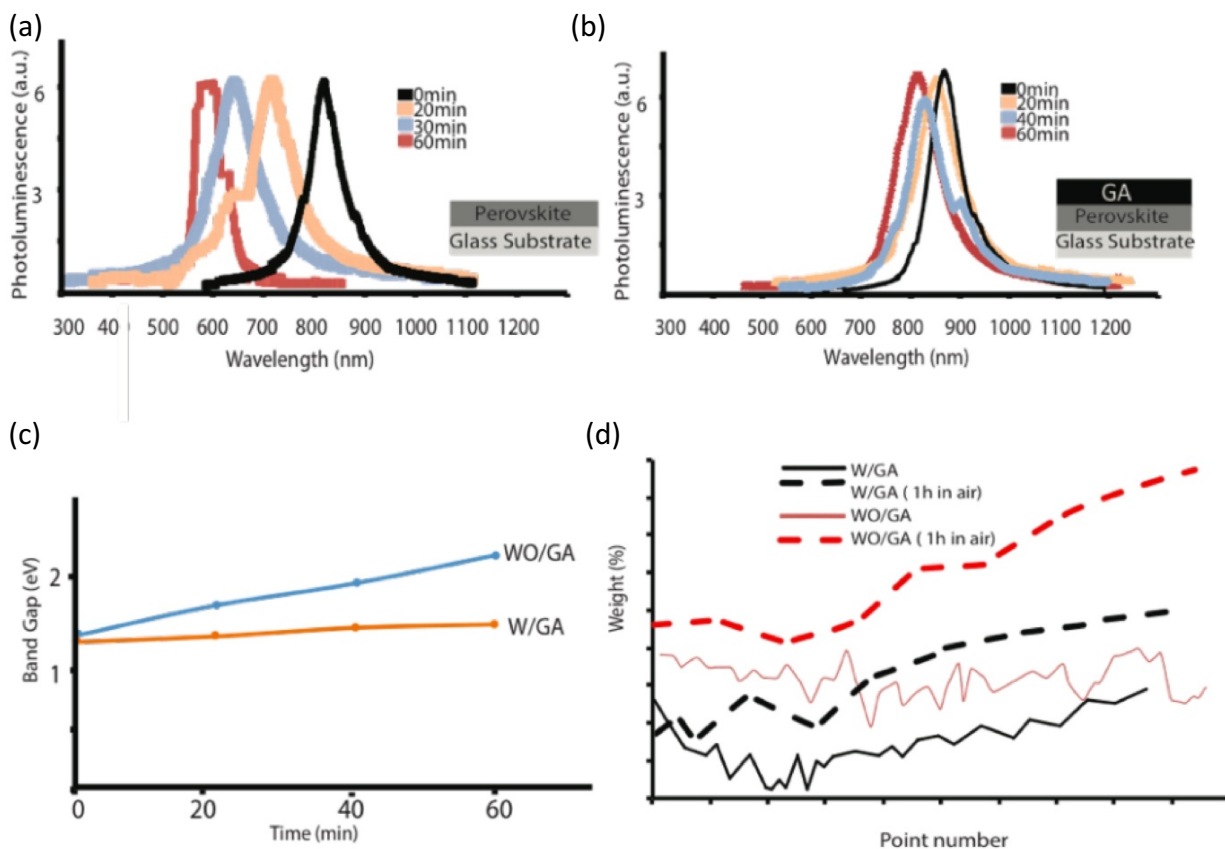 (a)
Photoluminescence (a.u.)
6
3
0min
20min
30min
60min
Perovskite
Glass Substrate
300 400 500 600 700 800 900 1000 1100 1200
Wavelength (nm)
(b)
Photoluminescence (a.u.)
6
3
0min
20min
40min
60min
GA
Perovskite
Glass Substrate
300 400 500 600 700 800 900 1000 1100 1200
Wavelength (nm)
(c)
Band Gap (eV)
2
1
WO/GA
W/GA
0 20 40 60
Time (min)
(d)
Weight (%)
W/GA
W/GA ( 1h in air)
WO/GA
WO/GA ( 1h in air)
Point number